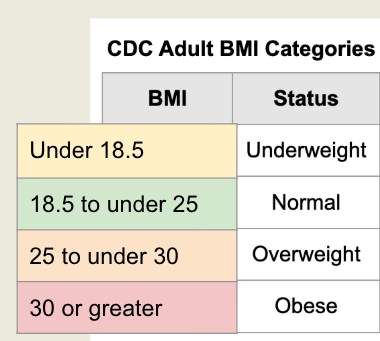 CDC Adult BMI Categories
BMI Status
Under 18.5 Underweight
18.5 to under 25 Normal
25 to under 30 Overweight
30 or greater Obese